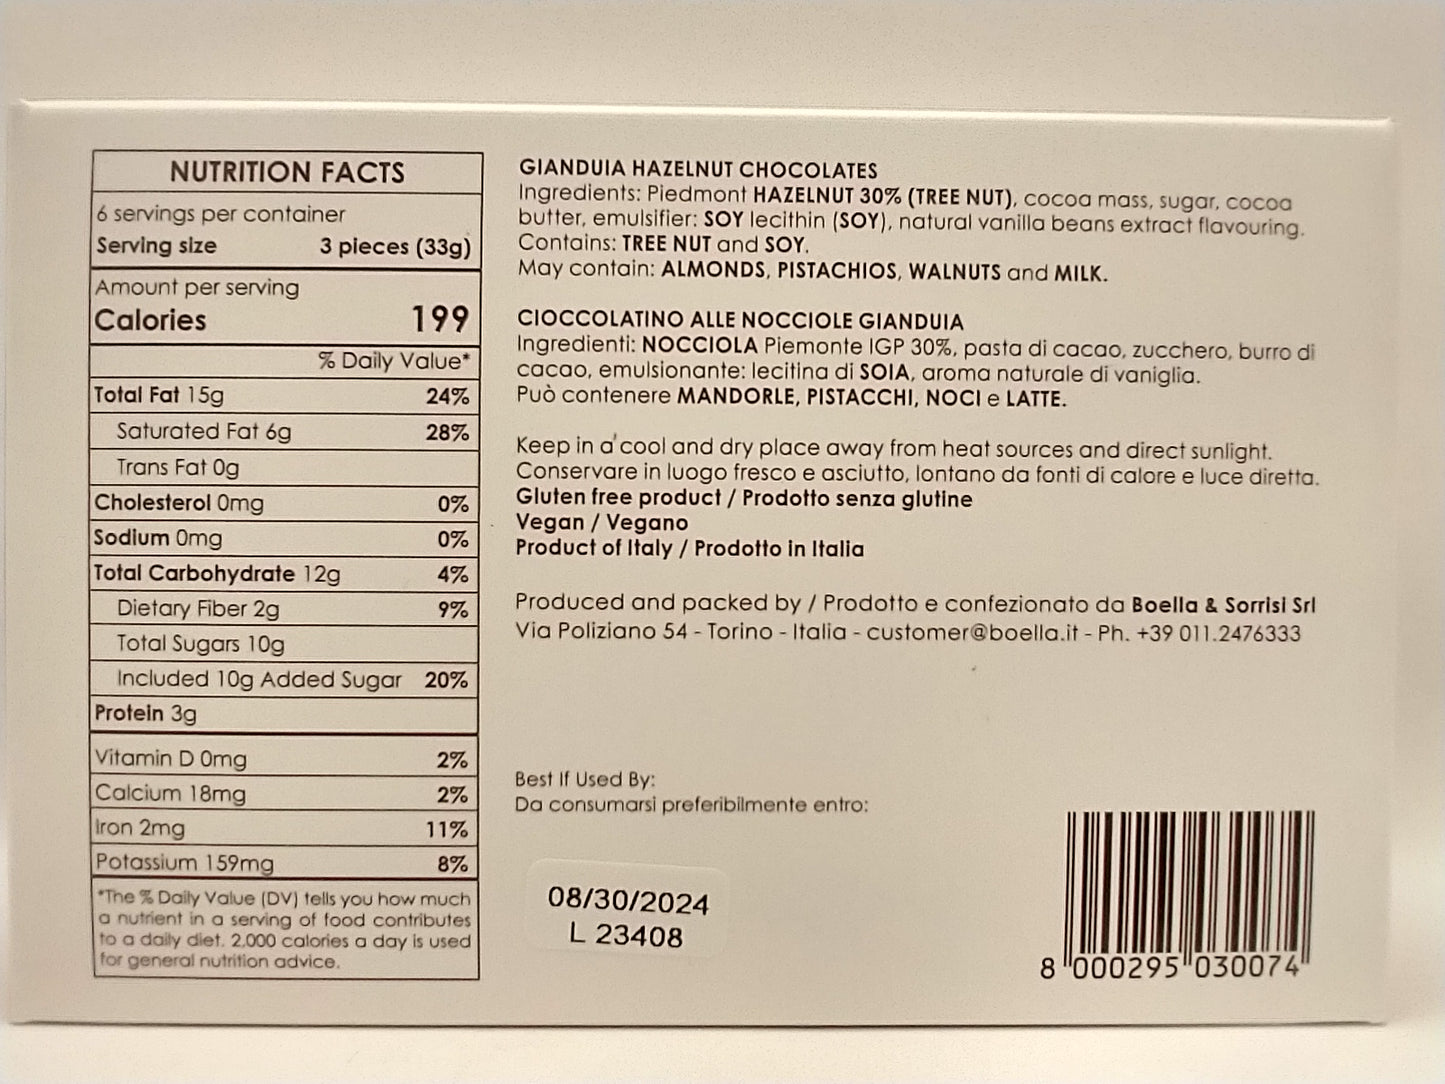 NUTRITION FACTS
6 servings per container
Serving size 3 pieces (33g)
Amount per serving
Calories 199
% Daily Value*
Total Fat 15g 24%
Saturated Fat 6g 28%
Trans Fat 0g
Cholesterol 0mg 0%
Sodium 0mg 0%
Total Carbohydrate 12g 4%
Dietary Fiber 2g 9%
Total Sugars 10g
Included 10g Added Sugar 20%
Protein 3g
Vitamin D 0mg 2%
Calcium 18mg 2%
Iron 2mg 11%
Potassium 159mg 8%
*The % Daily Value (DV) tells you how much
a nutrient in a serving of food contributes
to a daily diet. 2,000 calories a day is used
for general nutrition advice.
GIANDUIA HAZELNUT CHOCOLATES
Ingredients: Piedmont HAZELNUT 30% (TREE NUT), cocoa mass, sugar, cocoa
butter, emulsifier: SOY lecithin (SOY), natural vanilla beans extract flavouring.
Contains: TREE NUT and SOY.
May contain: ALMONDS, PISTACHIOS, WALNUTS and MILK.
CIOCCOLATINO ALLE NOCCIOLE GIANDUIA
Ingredienti: NOCCIOLA Piemonte IGP 30%, pasta di cacao, zucchero, burro di
cacao, emulsionante: lecitina di SOIA, aroma naturale di vaniglia.
Può contenere MANDORLE, PISTACCHI, NOCI e LATTE.
Keep in a cool and dry place away from heat sources and direct sunlight.
Conservare in luogo fresco e asciutto, lontano da fonti di calore e luce diretta.
Gluten free product / Prodotto senza glutine
Vegan / Vegano
Product of Italy / Prodotto in Italia
Produced and packed by / Prodotto e confezionato da Boella & Sorrisi Srl
Via Poliziano 54 - Torino - Italia - customer@boella.it - Ph. +39 011.2476333
Best If Used By:
Da consumarsi preferibilmente entro:
08/30/2024
L 23408
8 000295 030074